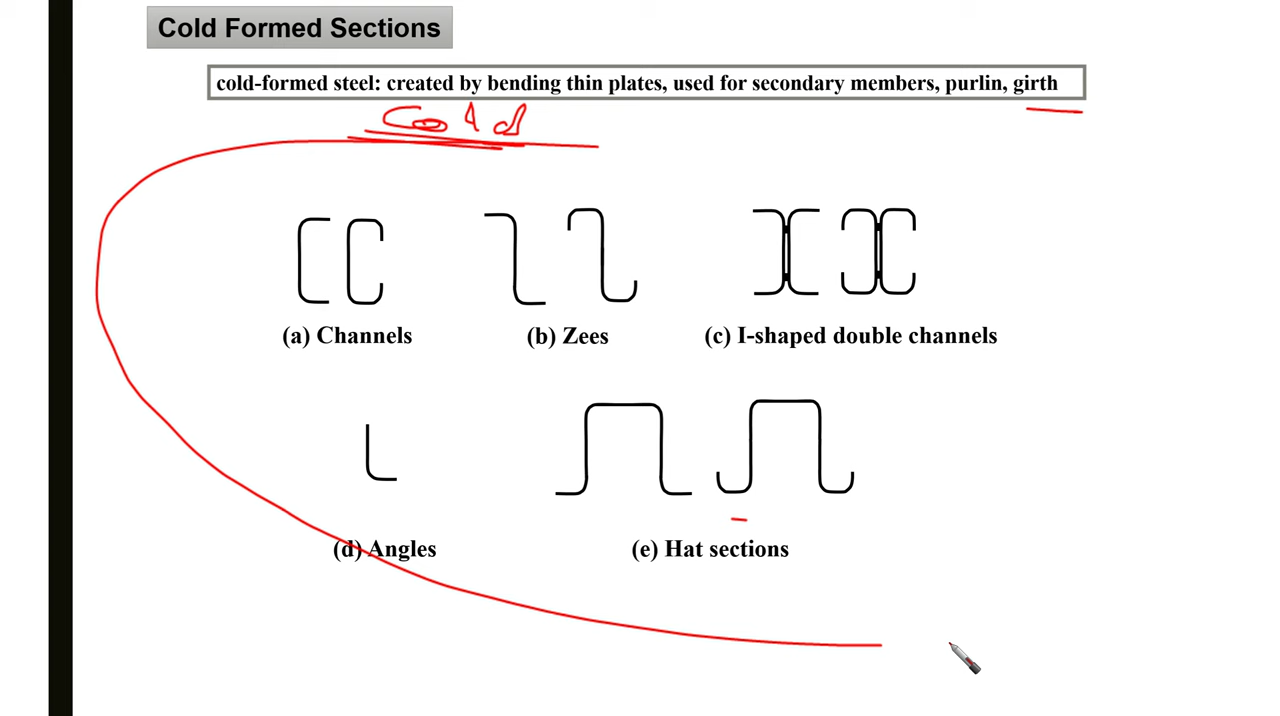 Cold Formed Sections
cold-formed steel: created by bending thin plates, used for secondary members, purlin, girth
Cold
(a) Channels
(b) Zees
(c) I-shaped double channels
(d) Angles
(e) Hat sections